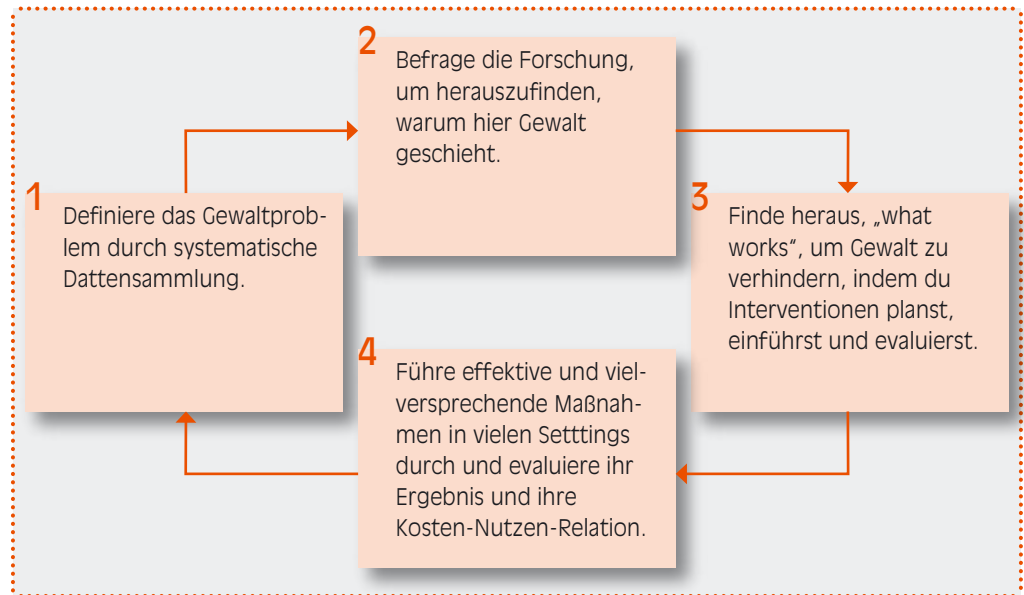 1
Definiere das Gewaltprob-
lem durch systematische
Dattensammlung.
2
Befrage die Forschung,
um herauszufinden,
warum hier Gewalt
geschieht.
3
Finde heraus, „what
works“, um Gewalt zu
verhindern, indem du
Interventionen planst,
einführst und evaluierst.
4
Führe effektive und viel-
versprechende Maßnah-
men in vielen Setttings
durch und evaluiere ihr
Ergebnis und ihre
Kosten-Nutzen-Relation.